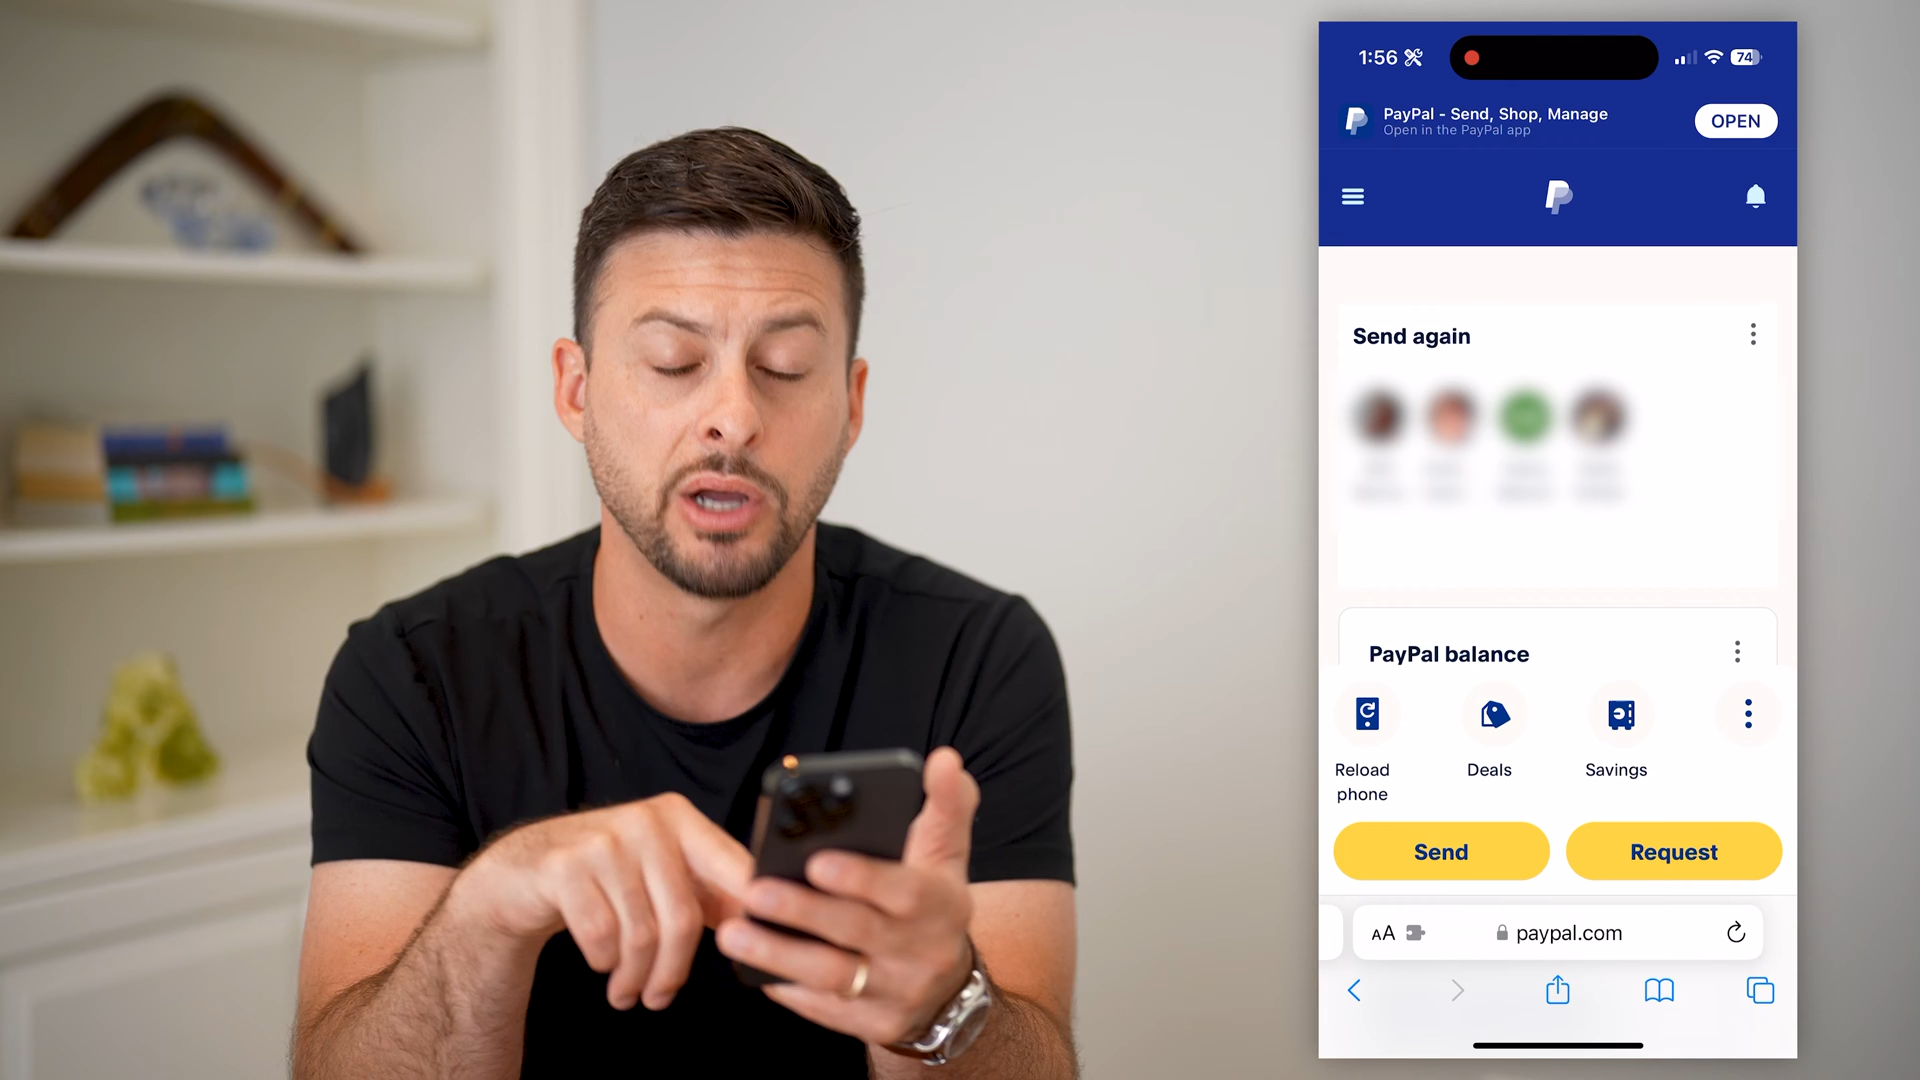 1:56
74
PayPal - Send, Shop, Manage
Open in the PayPal app
OPEN
Send again
PayPal balance
Reload
phone
Deals
Savings
Send
Request
AA
paypal.com